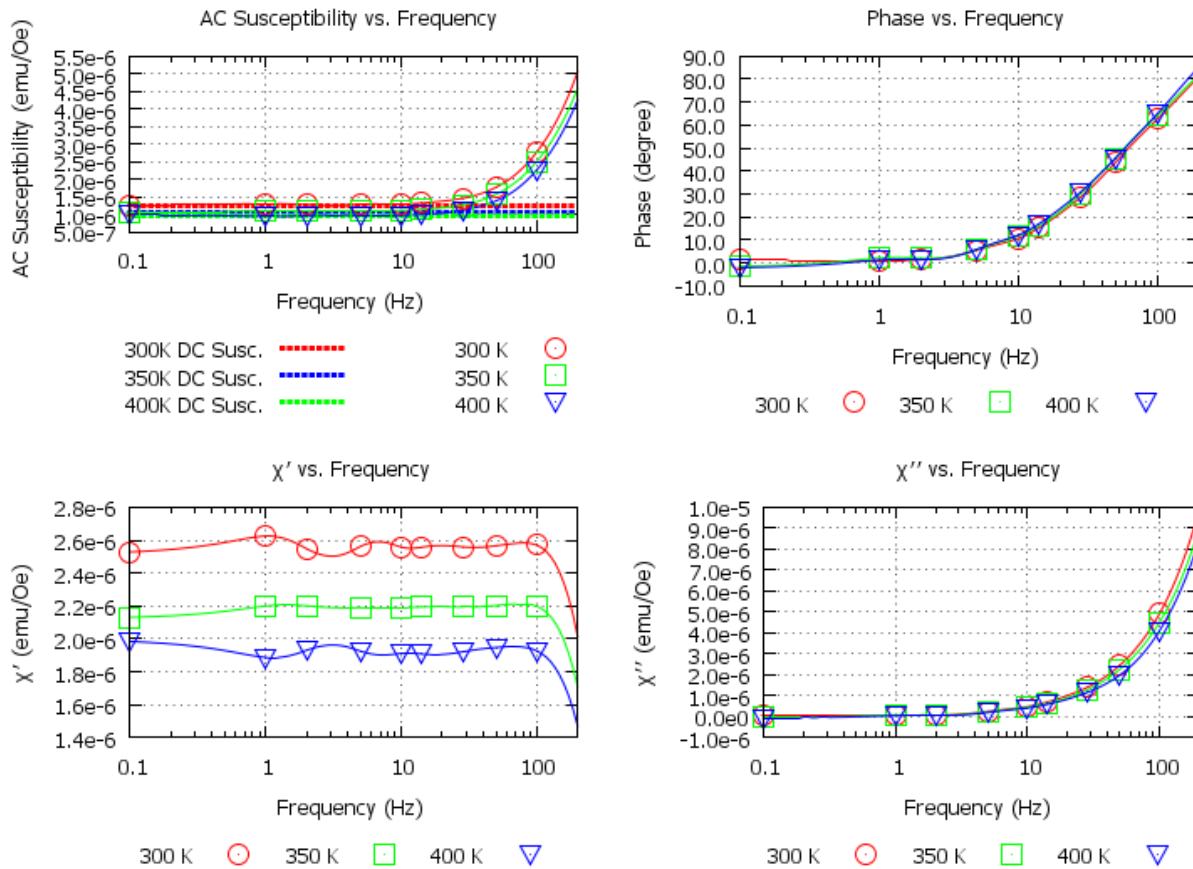 AC Susceptibility vs. Frequency
AC Susceptibility (emu/Oe)
5.5e-6
5.0e-6
4.5e-6
4.0e-6
3.5e-6
3.0e-6
2.5e-6
2.0e-6
1.5e-6
1.0e-6
5.0e-7
0.1 1 10 100
Frequency (Hz)
300K DC Susc. 300 K
350K DC Susc. 350 K
400K DC Susc. 400 K
Phase vs. Frequency
Phase (degree)
90.0
80.0
70.0
60.0
50.0
40.0
30.0
20.0
10.0
0.0
-10.0
0.1 1 10 100
Frequency (Hz)
300 K 350 K 400 K
χ′ vs. Frequency
χ′ (emu/Oe)
2.8e-6
2.6e-6
2.4e-6
2.2e-6
2.0e-6
1.8e-6
1.6e-6
1.4e-6
0.1 1 10 100
Frequency (Hz)
300 K 350 K 400 K
χ′′ vs. Frequency
χ′′ (emu/Oe)
1.0e-5
9.0e-6
8.0e-6
7.0e-6
6.0e-6
5.0e-6
4.0e-6
3.0e-6
2.0e-6
1.0e-6
0.0e0
-1.0e-6
0.1 1 10 100
Frequency (Hz)
300 K 350 K 400 K